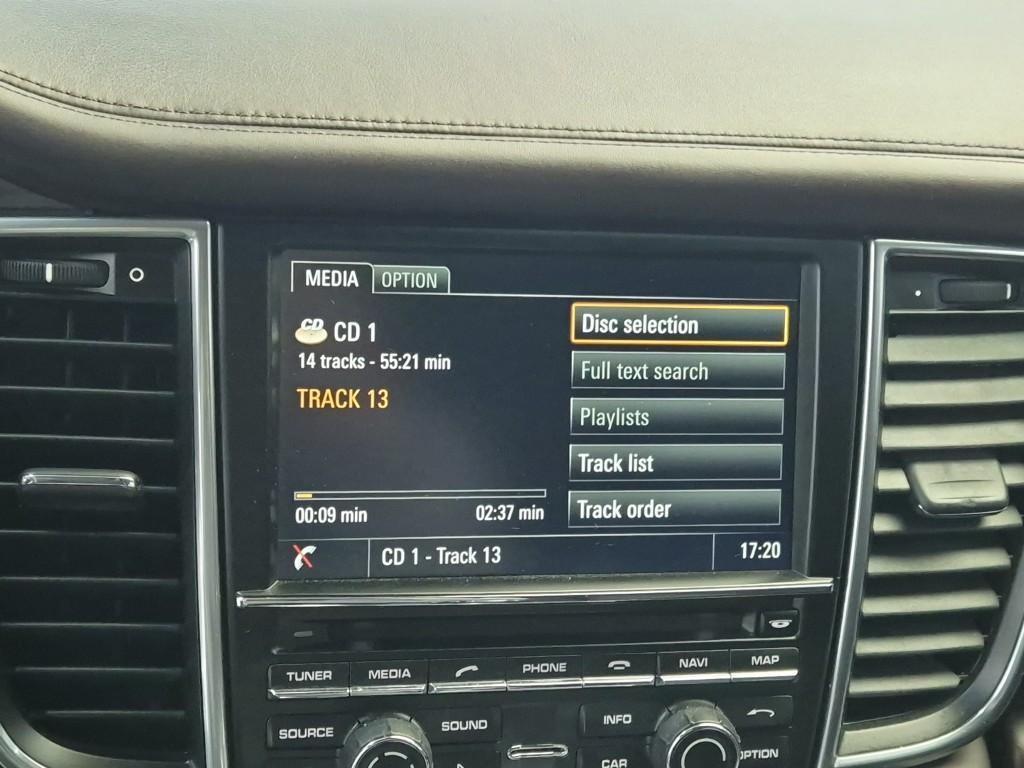 MEDIA OPTION
CD CD 1
14 tracks - 55:21 min
TRACK 13
00:09 min 02:37 min
Disc selection
Full text search
Playlists
Track list
Track order
CD 1 - Track 13 17:20
TUNER MEDIA PHONE NAVI MAP
SOURCE SOUND INFO
CAR OPTION